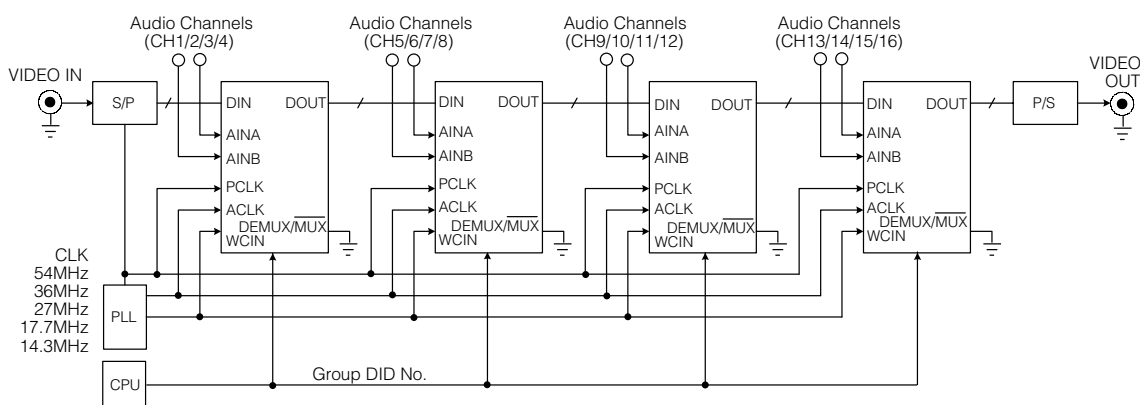 Audio Channels
(CH1/2/3/4)
Audio Channels
(CH5/6/7/8)
Audio Channels
(CH9/10/11/12)
Audio Channels
(CH13/14/15/16)
VIDEO IN
S/P
DIN
DOUT
AINA
AINB
PCLK
ACLK
DEMUX/MUX
WCIN
DIN
DOUT
AINA
AINB
PCLK
ACLK
DEMUX/MUX
WCIN
DIN
DOUT
AINA
AINB
PCLK
ACLK
DEMUX/MUX
WCIN
DIN
DOUT
AINA
AINB
PCLK
ACLK
DEMUX/MUX
WCIN
P/S
VIDEO
OUT
CLK
54MHz
36MHz
27MHz
17.7MHz
14.3MHz
PLL
CPU
Group DID No.